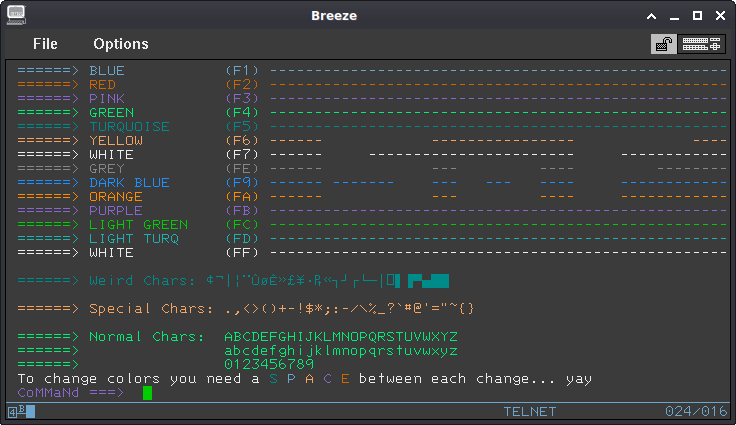 Breeze
File Options
======> BLUE (F1) ---------------------------------------------------
======> RED (F2) ---------------------------------------------------
======> PINK (F3) ---------------------------------------------------
======> GREEN (F4) ---------------------------------------------------
======> TURQUOISE (F5) ---------------------------------------------------
======> YELLOW (F6) ------ ---------------- ----
======> WHITE (F7) ------ --------------------------- ------------
======> GREY (FE) ------ --- ---- ---
======> DARK BLUE (F9) ------ ------- --- --- ---- ------------
======> ORANGE (FA) ------ ---------------- ------------
======> PURPLE (FB) ---------------------------------------------------
======> LIGHT GREEN (FC) ---------------------------------------------------
======> LIGHT TURQ (FD) ---------------------------------------------------
======> WHITE (FF) ---------------------------------------------------
======> Weird Chars:
======> Special Chars: .,<>()+-!$*;:-/\%_?`#@'="~{}
======> Normal Chars: ABCDEFGHIJKLMNOPQRSTUVWXYZ
======> abcdefghijklmnopqrstuvwxyz
======> 0123456789
To change colors you need a S P A C E between each change... yay
CoMMaNd ===>
4 B TELNET 024/016